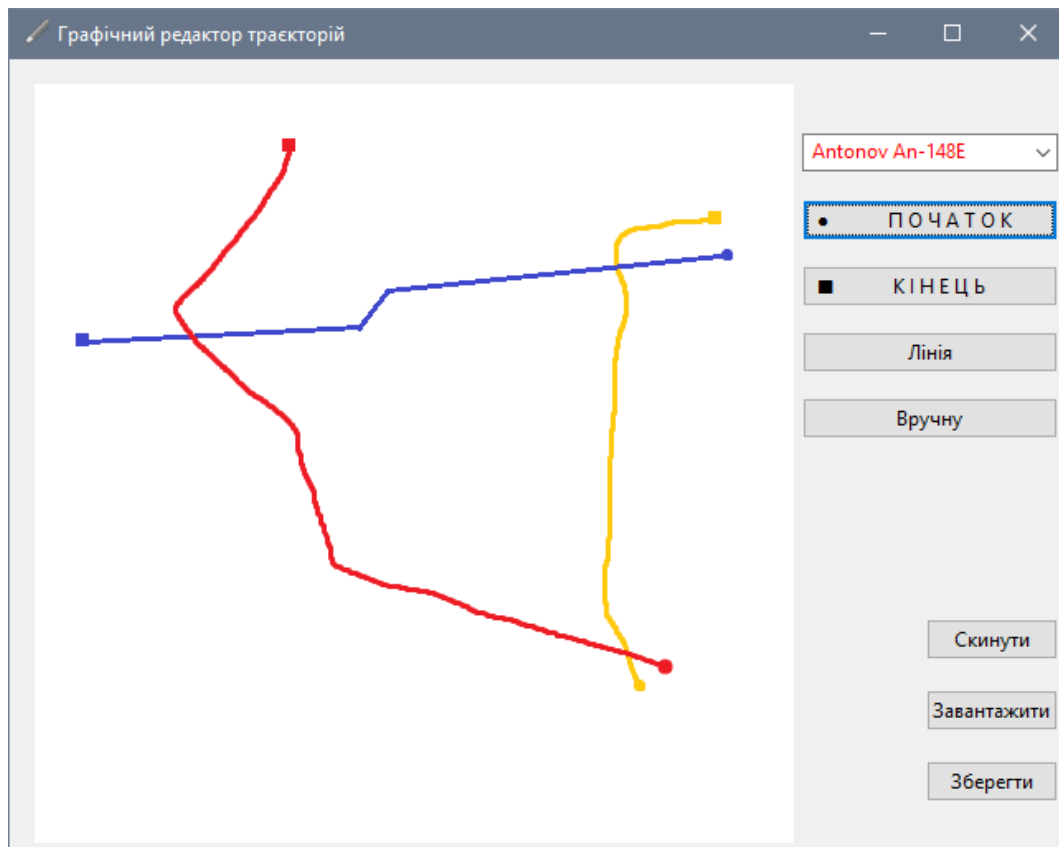 Графічний редактор траєкторій
Antonov An-148E
ПОЧАТОК
КІНЕЦЬ
Лінія
Вручну
Скинути
Завантажити
Зберегти